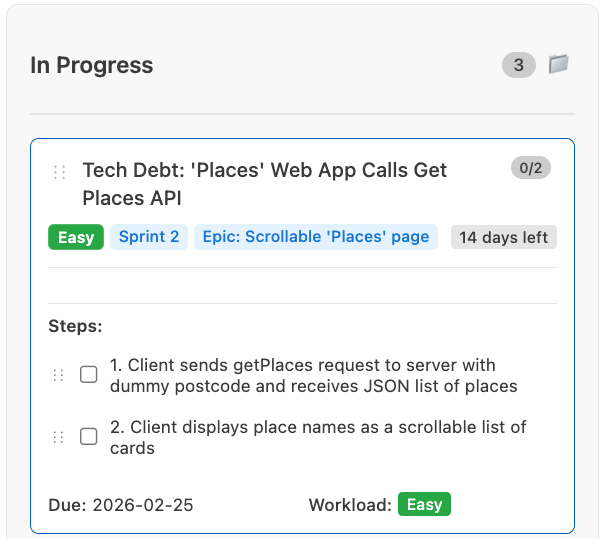 In Progress
3
Tech Debt: 'Places' Web App Calls Get
0/2
Places API
Easy Sprint 2 Epic: Scrollable 'Places' page 14 days left
Steps:
1. Client sends getPlaces request to server with
dummy postcode and receives JSON list of places
2. Client displays place names as a scrollable list of
cards
Due: 2026-02-25 Workload: Easy